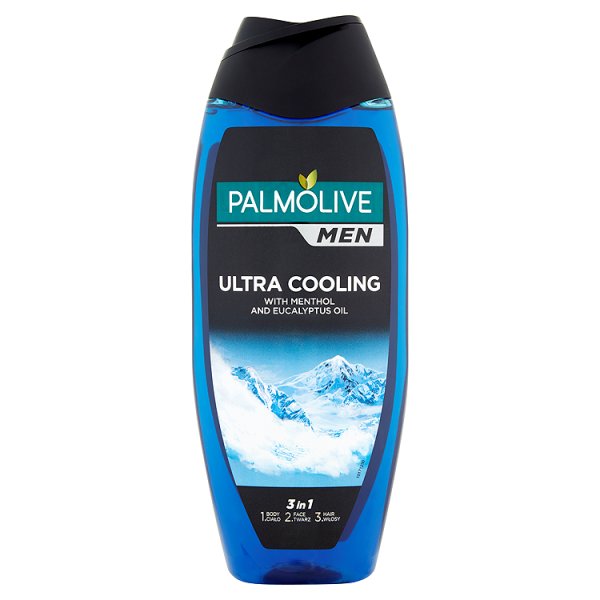 PALMOLIVE
MEN
ULTRA COOLING
WITH MENTHOL
AND EUCALYPTUS OIL
3 in 1
1. BODY CIAŁO 2. FACE TWARZ 3. HAIR WŁOSY